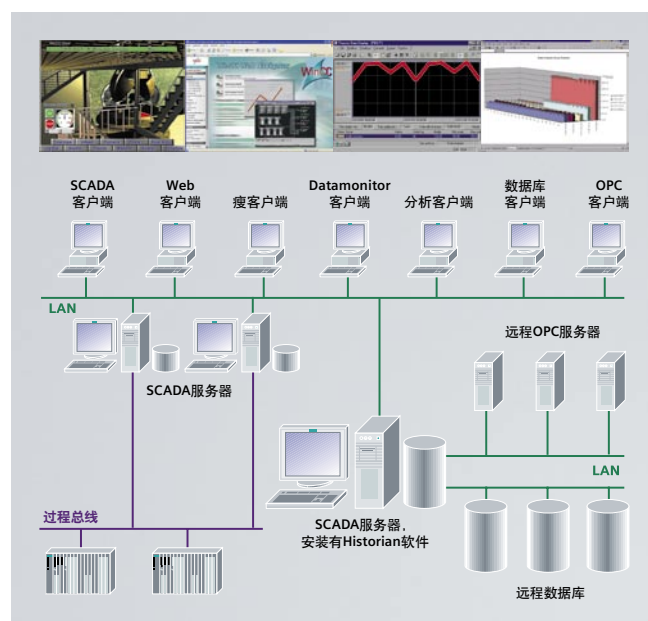 WinCC
SCADA
客户端
Web
客户端
瘦客户端
Datamonitor
客户端
分析客户端
数据库
客户端
OPC
客户端
LAN
SCADA服务器
远程OPC服务器
LAN
过程总线
SCADA服务器，
安装有Historian软件
远程数据库